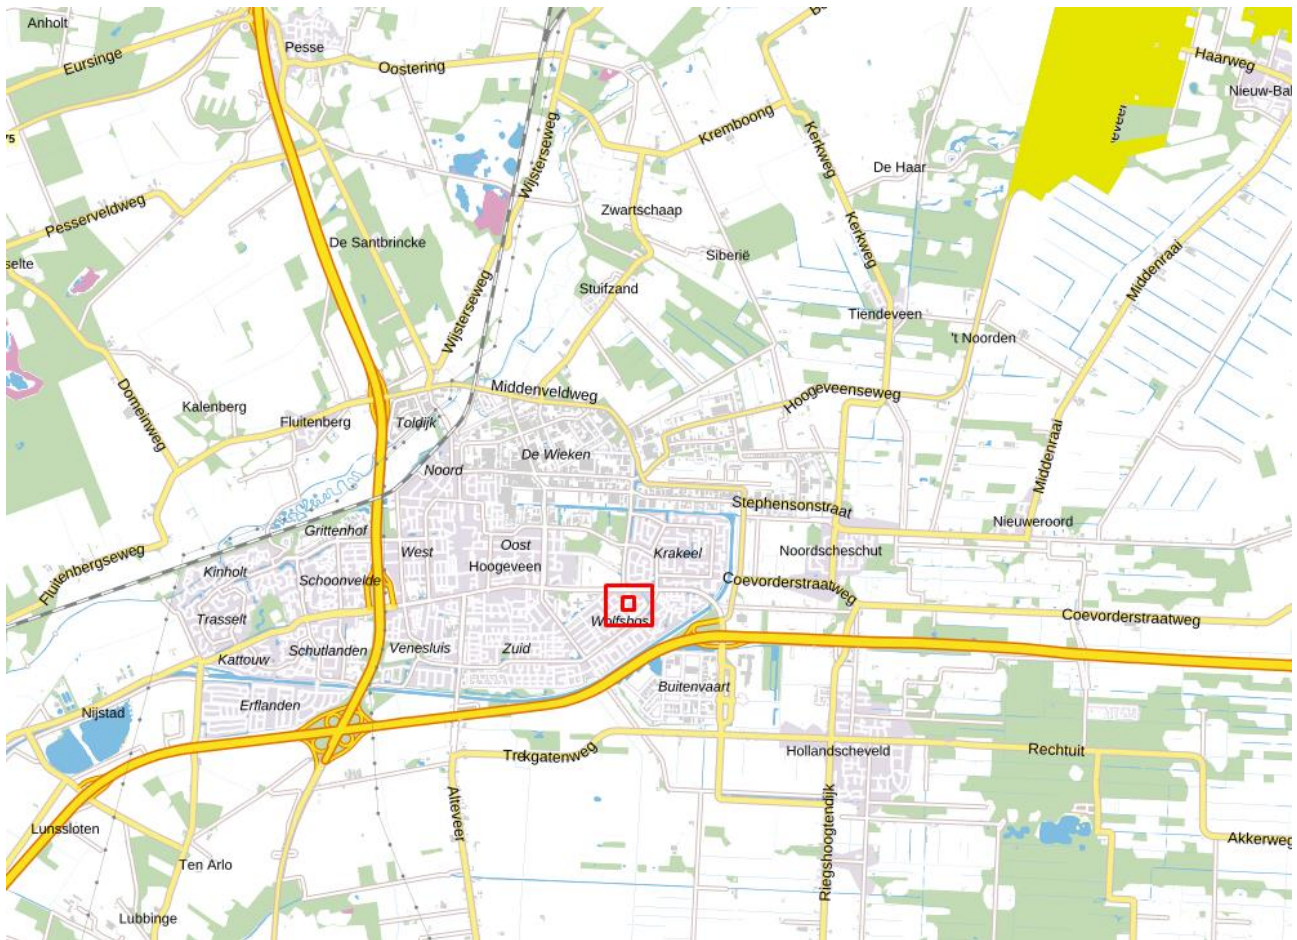 Anholt
Pesse
Eursinge
Oostering
Haarweg
Nieuw-Bal
75
Wijsterseweg
Kremboong
Kerkweg
De Haar
eveer
Pesserveldweg
De Santbrincke
Zwartschaap
Kerkweg
Siberië
selte
Stuifzand
Middenraai
Wijsterseweg
Tiendeveen
't Noorden
Domeinweg
Middenveldweg
Hoogeveenseweg
Kalenberg
Fluitenberg
Toldijk
De Wieken
Noord
Middenraai
Stephensonstraat
Nieuweroord
Grittenhof
West
Oost
Krakeel
Noordscheschut
Hoogeveen
Fluitenbergseweg
Kinholt
Schoonvelde
Coevorderstraatweg
Trasselt
Wolfsbos
Coevorderstraatweg
Kattouw
Schutlanden
Venesluis
Zuid
Buitenvaart
Nijstad
Erflanden
Trekgatenweg
Hollandscheveld
Rechtuit
Alteveer
Riegshoogtendijk
Lunssloten
Akkerweg
Ten Arlo
Lubbinge